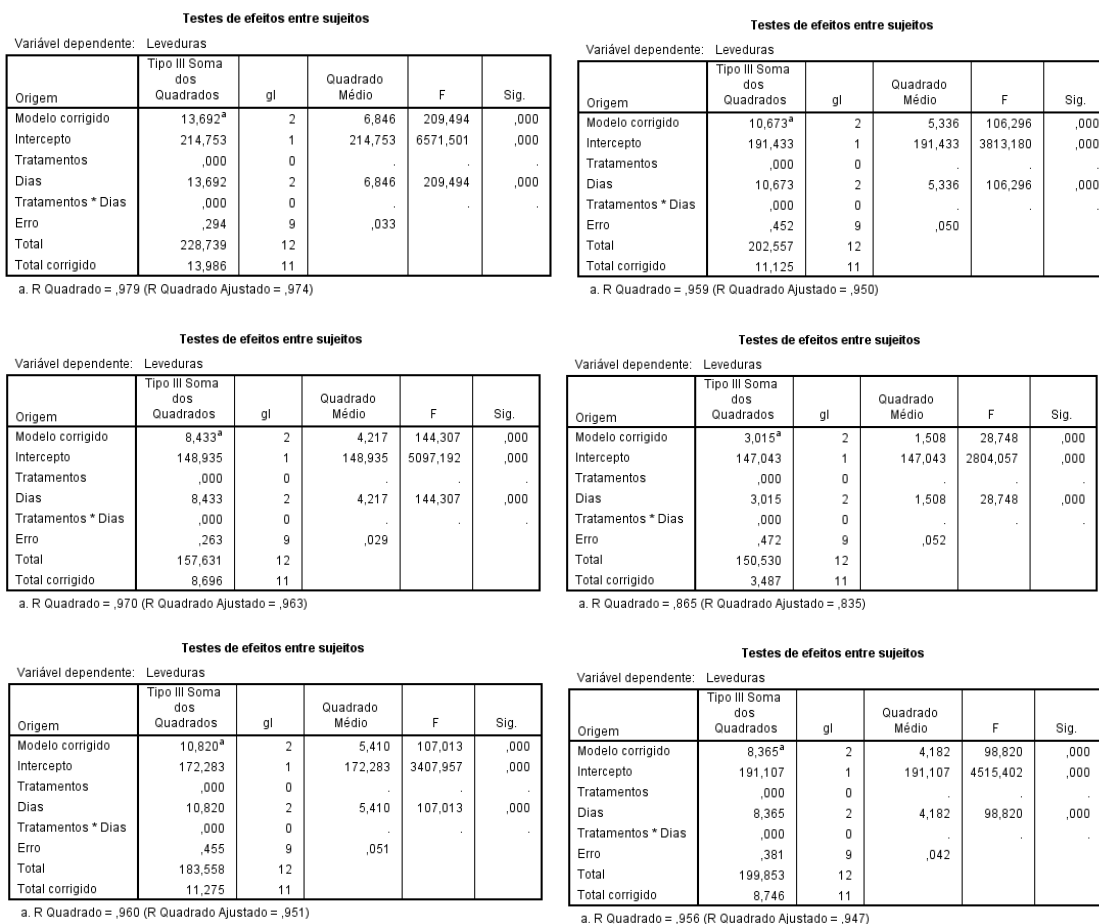 Testes de efeitos entre sujeitos
Variável dependente: Leveduras
Origem Tipo III Soma dos Quadrados gl Quadrado Médio F Sig.
Modelo corrigido 13,692a 2 6,846 209,494 ,000
Intercepto 214,753 1 214,753 6571,501 ,000
Tratamentos ,000 0 . . .
Dias 13,692 2 6,846 209,494 ,000
Tratamentos * Dias ,000 0 . . .
Erro ,294 9 ,033
Total 228,739 12
Total corrigido 13,986 11
a. R Quadrado = ,979 (R Quadrado Ajustado = ,974)
Testes de efeitos entre sujeitos
Variável dependente: Leveduras
Origem Tipo III Soma dos Quadrados gl Quadrado Médio F Sig.
Modelo corrigido 10,673a 2 5,336 106,296 ,000
Intercepto 191,433 1 191,433 3813,180 ,000
Tratamentos ,000 0 . . .
Dias 10,673 2 5,336 106,296 ,000
Tratamentos * Dias ,000 0 . . .
Erro ,452 9 ,050
Total 202,557 12
Total corrigido 11,125 11
a. R Quadrado = ,959 (R Quadrado Ajustado = ,950)
Testes de efeitos entre sujeitos
Variável dependente: Leveduras
Origem Tipo III Soma dos Quadrados gl Quadrado Médio F Sig.
Modelo corrigido 8,433a 2 4,217 144,307 ,000
Intercepto 148,935 1 148,935 5097,192 ,000
Tratamentos ,000 0 . . .
Dias 8,433 2 4,217 144,307 ,000
Tratamentos * Dias ,000 0 . . .
Erro ,263 9 ,029
Total 157,631 12
Total corrigido 8,696 11
a. R Quadrado = ,970 (R Quadrado Ajustado = ,963)
Testes de efeitos entre sujeitos
Variável dependente: Leveduras
Origem Tipo III Soma dos Quadrados gl Quadrado Médio F Sig.
Modelo corrigido 3,015a 2 1,508 28,748 ,000
Intercepto 147,043 1 147,043 2804,057 ,000
Tratamentos ,000 0 . . .
Dias 3,015 2 1,508 28,748 ,000
Tratamentos * Dias ,000 0 . . .
Erro ,472 9 ,052
Total 150,530 12
Total corrigido 3,487 11
a. R Quadrado = ,865 (R Quadrado Ajustado = ,835)
Testes de efeitos entre sujeitos
Variável dependente: Leveduras
Origem Tipo III Soma dos Quadrados gl Quadrado Médio F Sig.
Modelo corrigido 10,820a 2 5,410 107,013 ,000
Intercepto 172,283 1 172,283 3407,957 ,000
Tratamentos ,000 0 . . .
Dias 10,820 2 5,410 107,013 ,000
Tratamentos * Dias ,000 0 . . .
Erro ,455 9 ,051
Total 183,558 12
Total corrigido 11,275 11
a. R Quadrado = ,960 (R Quadrado Ajustado = ,951)
Testes de efeitos entre sujeitos
Variável dependente: Leveduras
Origem Tipo III Soma dos Quadrados gl Quadrado Médio F Sig.
Modelo corrigido 8,365a 2 4,182 98,820 ,000
Intercepto 191,107 1 191,107 4515,402 ,000
Tratamentos ,000 0 . . .
Dias 8,365 2 4,182 98,820 ,000
Tratamentos * Dias ,000 0 . . .
Erro ,381 9 ,042
Total 199,853 12
Total corrigido 8,746 11
a. R Quadrado = ,956 (R Quadrado Ajustado = ,947)